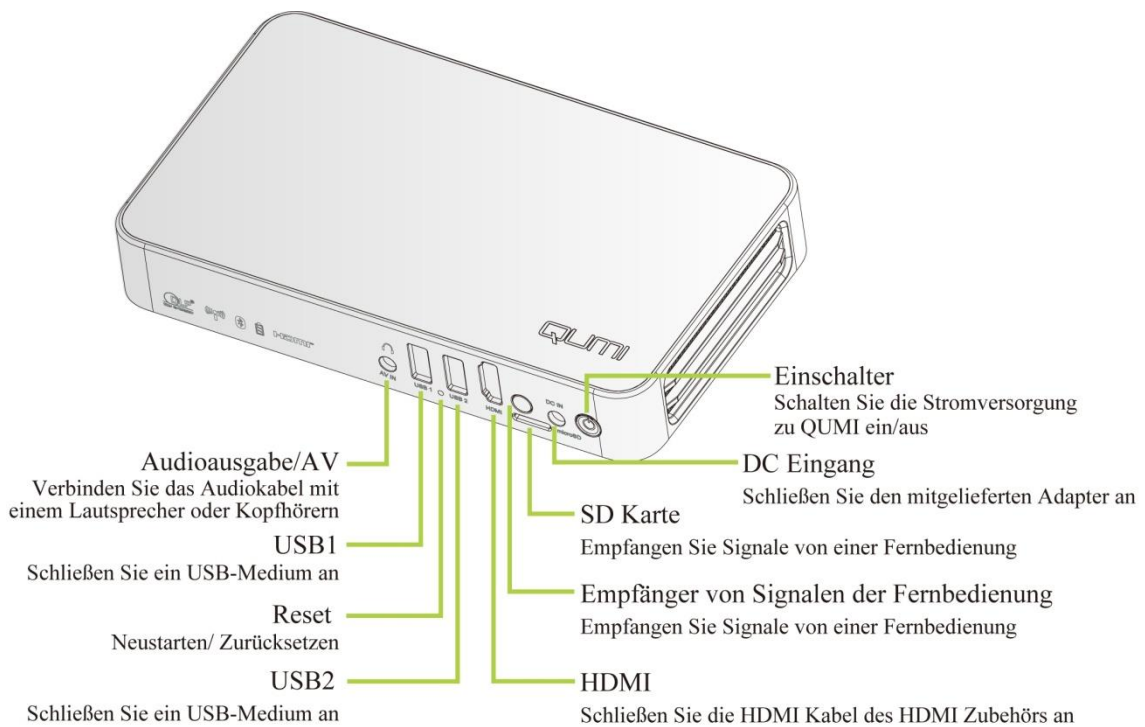 QUMI
DLP
HDMI
AV IN
USB 1
USB 2
HDMI
DC IN
microSD
Einschalter
Schalten Sie die Stromversorgung
zu QUMI ein/aus
DC Eingang
Schließen Sie den mitgelieferten Adapter an
SD Karte
Empfangen Sie Signale von einer Fernbedienung
Empfänger von Signalen der Fernbedienung
Empfangen Sie Signale von einer Fernbedienung
HDMI
Schließen Sie die HDMI Kabel des HDMI Zubehörs an
Audioausgabe/AV
Verbinden Sie das Audiokabel mit
einem Lautsprecher oder Kopfhörern
USB1
Schließen Sie ein USB-Medium an
Reset
Neustarten/ Zurücksetzen
USB2
Schließen Sie ein USB-Medium an